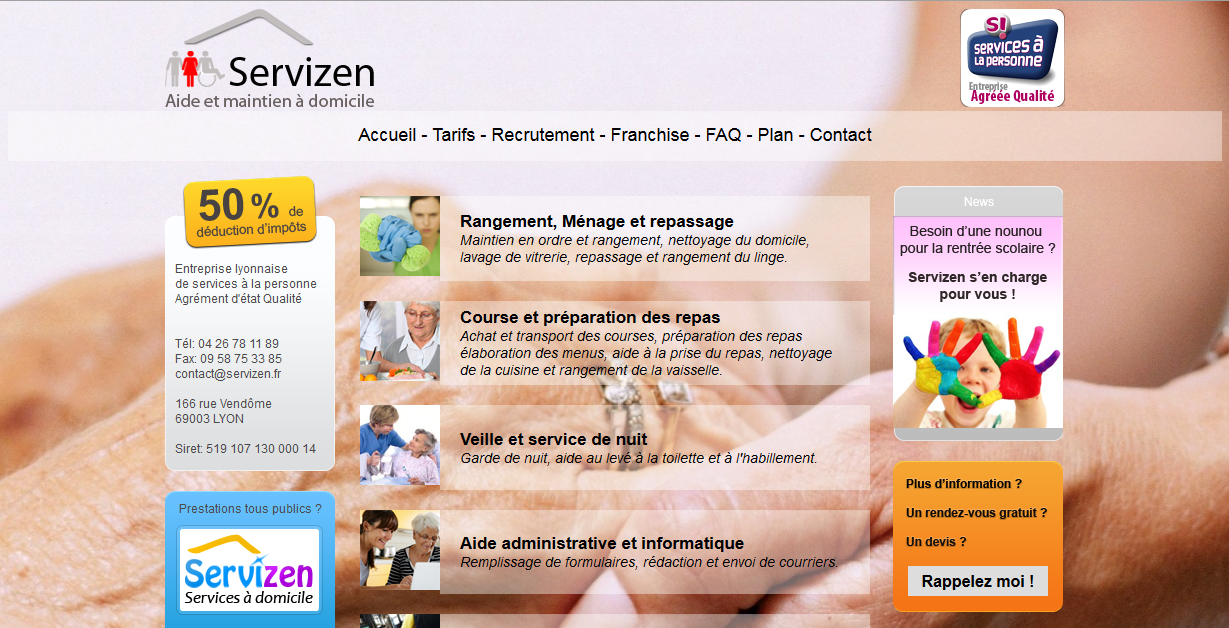 Servizen
Aide et maintien à domicile
S!
SERVICES à
LA PERSONNE
Entreprise
Agréée Qualité
Accueil - Tarifs - Recrutement - Franchise - FAQ - Plan - Contact
50 % de
déduction d'impôts
Entreprise lyonnaise
de services à la personne
Agrément d'état Qualité
Tél: 04 26 78 11 89
Fax: 09 58 75 33 85
contact@servizen.fr
166 rue Vendôme
69003 LYON
Siret: 519 107 130 000 14
Prestations tous publics ?
Servizen
Services à domicile
Rangement, Ménage et repassage
Maintien en ordre et rangement, nettoyage du domicile,
lavage de vitrerie, repassage et rangement du linge.
Course et préparation des repas
Achat et transport des courses, préparation des repas
élaboration des menus, aide à la prise du repas, nettoyage
de la cuisine et rangement de la vaisselle.
Veille et service de nuit
Garde de nuit, aide au levé à la toilette et à l'habillement.
Aide administrative et informatique
Remplissage de formulaires, rédaction et envoi de courriers.
News
Besoin d'une nounou
pour la rentrée scolaire ?
Servizen s'en charge
pour vous !
Plus d'information ?
Un rendez-vous gratuit ?
Un devis ?
Rappelez moi !